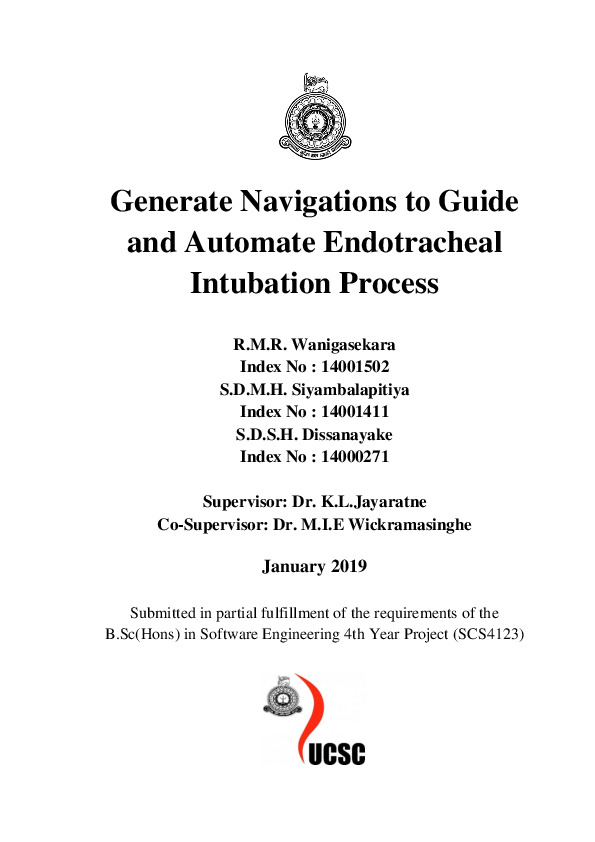 Generate Navigations to Guide
and Automate Endotracheal
Intubation Process
R.M.R. Wanigasekara
Index No : 14001502
S.D.M.H. Siyambalapitiya
Index No : 14001411
S.D.S.H. Dissanayake
Index No : 14000271
Supervisor: Dr. K.L.Jayaratne
Co-Supervisor: Dr. M.I.E Wickramasinghe
January 2019
Submitted in partial fulfillment of the requirements of the
B.Sc(Hons) in Software Engineering 4th Year Project (SCS4123)
UCSC